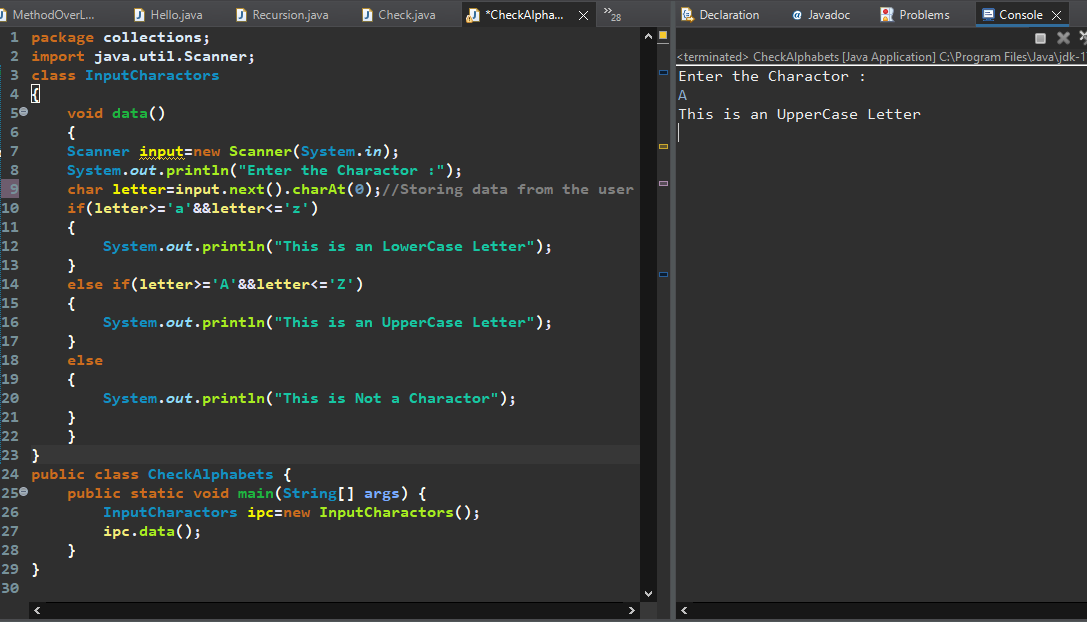 MethodOverL... Hello.java Recursion.java Check.java *CheckAlpha... »28
1 package collections;
2 import java.util.Scanner;
3 class InputCharactors
4 {
5 void data()
6 {
7 Scanner input=new Scanner(System.in);
8 System.out.println("Enter the Charactor :");
9 char letter=input.next().charAt(0);//Storing data from the user
10 if(letter>='a'&&letter<='z')
11 {
12 System.out.println("This is an LowerCase Letter");
13 }
14 else if(letter>='A'&&letter<='Z')
15 {
16 System.out.println("This is an UpperCase Letter");
17 }
18 else
19 {
20 System.out.println("This is Not a Charactor");
21 }
22 }
23 }
24 public class CheckAlphabets {
25 public static void main(String[] args) {
26 InputCharactors ipc=new InputCharactors();
27 ipc.data();
28 }
29 }
30
Declaration @ Javadoc Problems Console
<terminated> CheckAlphabets [Java Application] C:\Program Files\Java\jdk-1
Enter the Charactor :
A
This is an UpperCase Letter